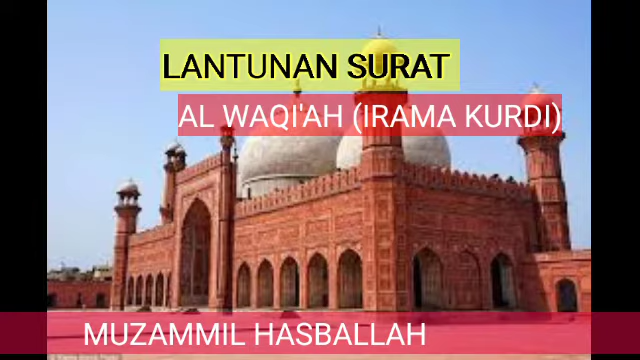 LANTUNAN SURAT
AL WAQI'AH (IRAMA KURDI)
MUZAMMIL HASBALLAH